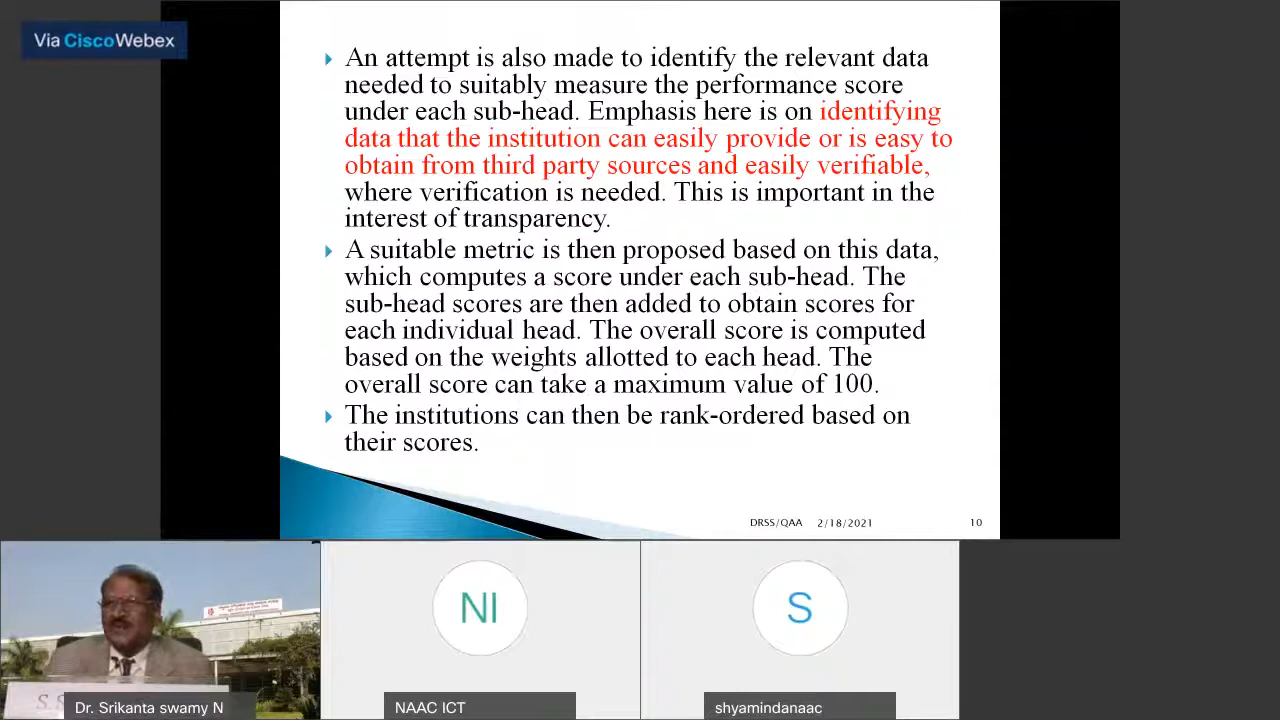 Via CiscoWebex
An attempt is also made to identify the relevant data
needed to suitably measure the performance score
under each sub-head. Emphasis here is on identifying
data that the institution can easily provide or is easy to
obtain from third party sources and easily verifiable,
where verification is needed. This is important in the
interest of transparency.
A suitable metric is then proposed based on this data,
which computes a score under each sub-head. The
sub-head scores are then added to obtain scores for
each individual head. The overall score is computed
based on the weights allotted to each head. The
overall score can take a maximum value of 100.
The institutions can then be rank-ordered based on
their scores.
DRSS/QAA 2/18/2021 10
NI
S
Dr. Srikanta swamy N
NAAC ICT
shyamindanaac